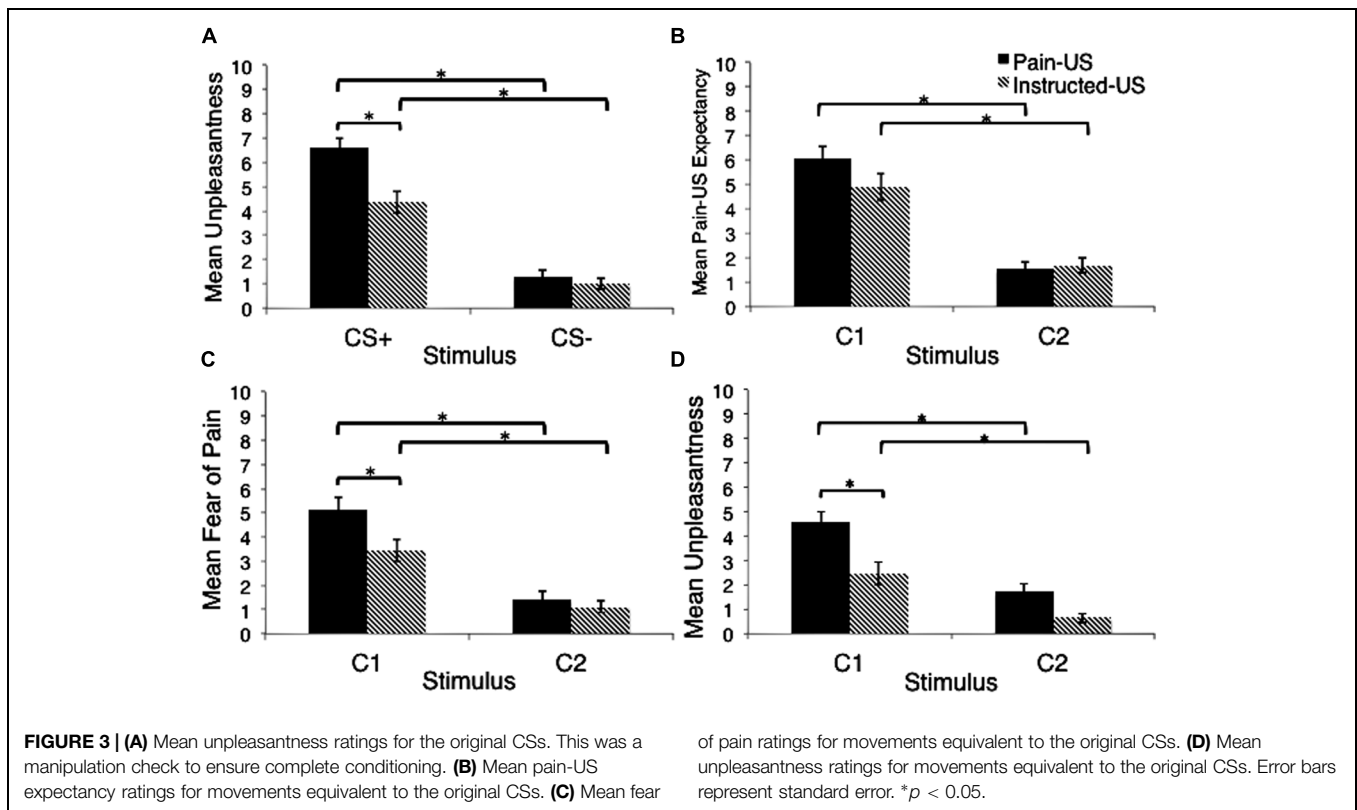 A
Mean Unpleasantness
10
9
8
7
6
5
4
3
2
1
0
*
*
*
CS+
CS-
Stimulus
B
Mean Pain-US Expectancy
10
9
8
7
6
5
4
3
2
1
0
Pain-US
Instructed-US
*
*
C1
C2
Stimulus
C
Mean Fear of Pain
10
9
8
7
6
5
4
3
2
1
0
*
*
*
C1
C2
Stimulus
D
Mean Unpleasantness
10
9
8
7
6
5
4
3
2
1
0
*
*
*
C1
C2
Stimulus
FIGURE 3 | (A) Mean unpleasantness ratings for the original CSs. This was a
manipulation check to ensure complete conditioning. (B) Mean pain-US
expectancy ratings for movements equivalent to the original CSs. (C) Mean fear
of pain ratings for movements equivalent to the original CSs. (D) Mean
unpleasantness ratings for movements equivalent to the original CSs. Error bars
represent standard error. *p < 0.05.